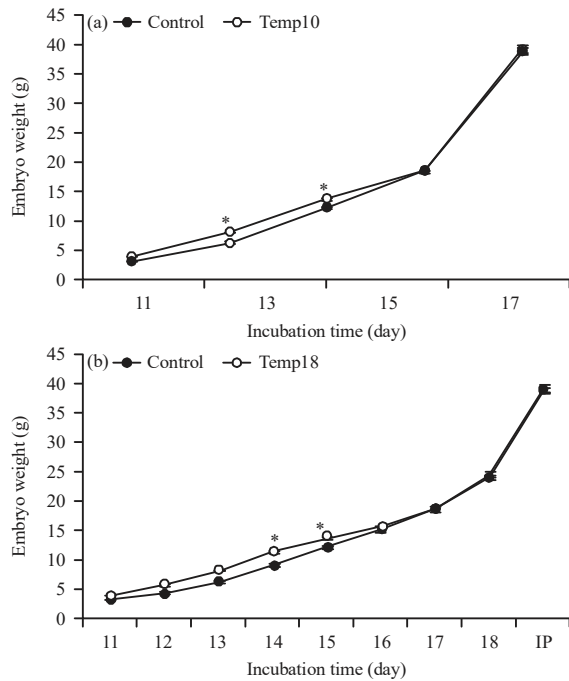 (a) Control Temp10
45
40
35
30
25
20
15
10
5
0
Embryo weight (g)
* *
11 13 15 17
Incubation time (day)
(b) Control Temp18
45
40
35
30
25
20
15
10
5
0
Embryo weight (g)
* *
11 12 13 14 15 16 17 18 IP
Incubation time (day)